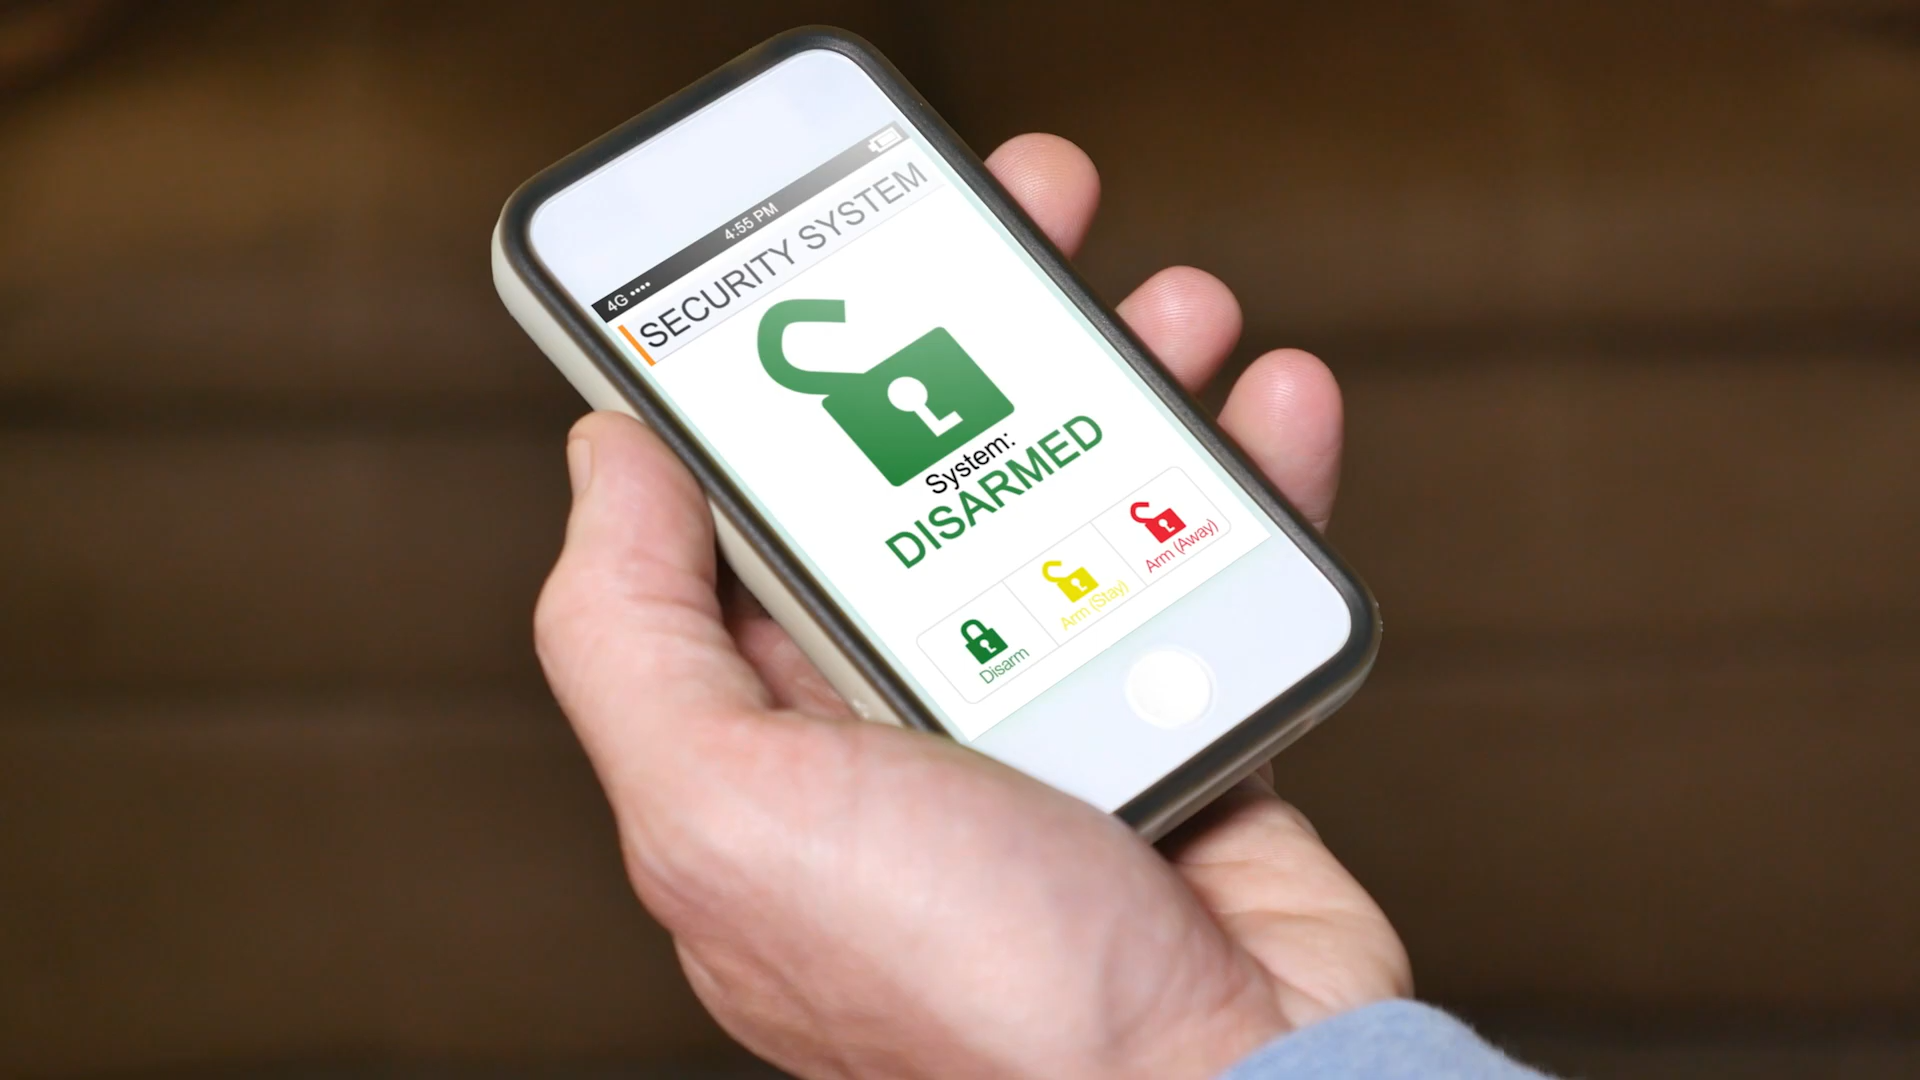 4G •••• 4:55 PM
SECURITY SYSTEM
System:
DISARMED
Disarm Arm (Stay) Arm (Away)